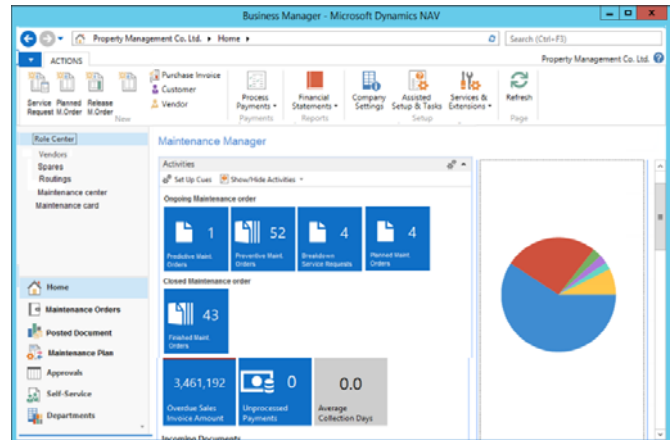 Business Manager - Microsoft Dynamics NAV
Property Management Co. Ltd. Home
Search (Ctrl+F3)
ACTIONS
Property Management Co. Ltd.
Service Request
Planned M.Order
Release M.Order
New
Purchase Invoice
Customer
Vendor
Process Payments
Payments
Financial Statements
Reports
Company Settings
Assisted Setup & Tasks
Services & Extensions
Setup
Refresh
Page
Role Center
Vendors
Spares
Routings
Maintenance center
Maintenance card
Home
Maintenance Orders
Posted Document
Maintenance Plan
Approvals
Self-Service
Departments
Maintenance Manager
Activities
Set Up Cues Show/Hide Activities
Ongoing Maintenance order
1
Predictive Maint. Orders
52
Preventive Maint. Orders
4
Breakdown Service Requests
4
Planned Maint. Orders
Closed Maintenance order
43
Finished Maint. Orders
3,461,192
Overdue Sales Invoice Amount
0
Unprocessed Payments
0.0
Average Collection Days
Incoming Documents